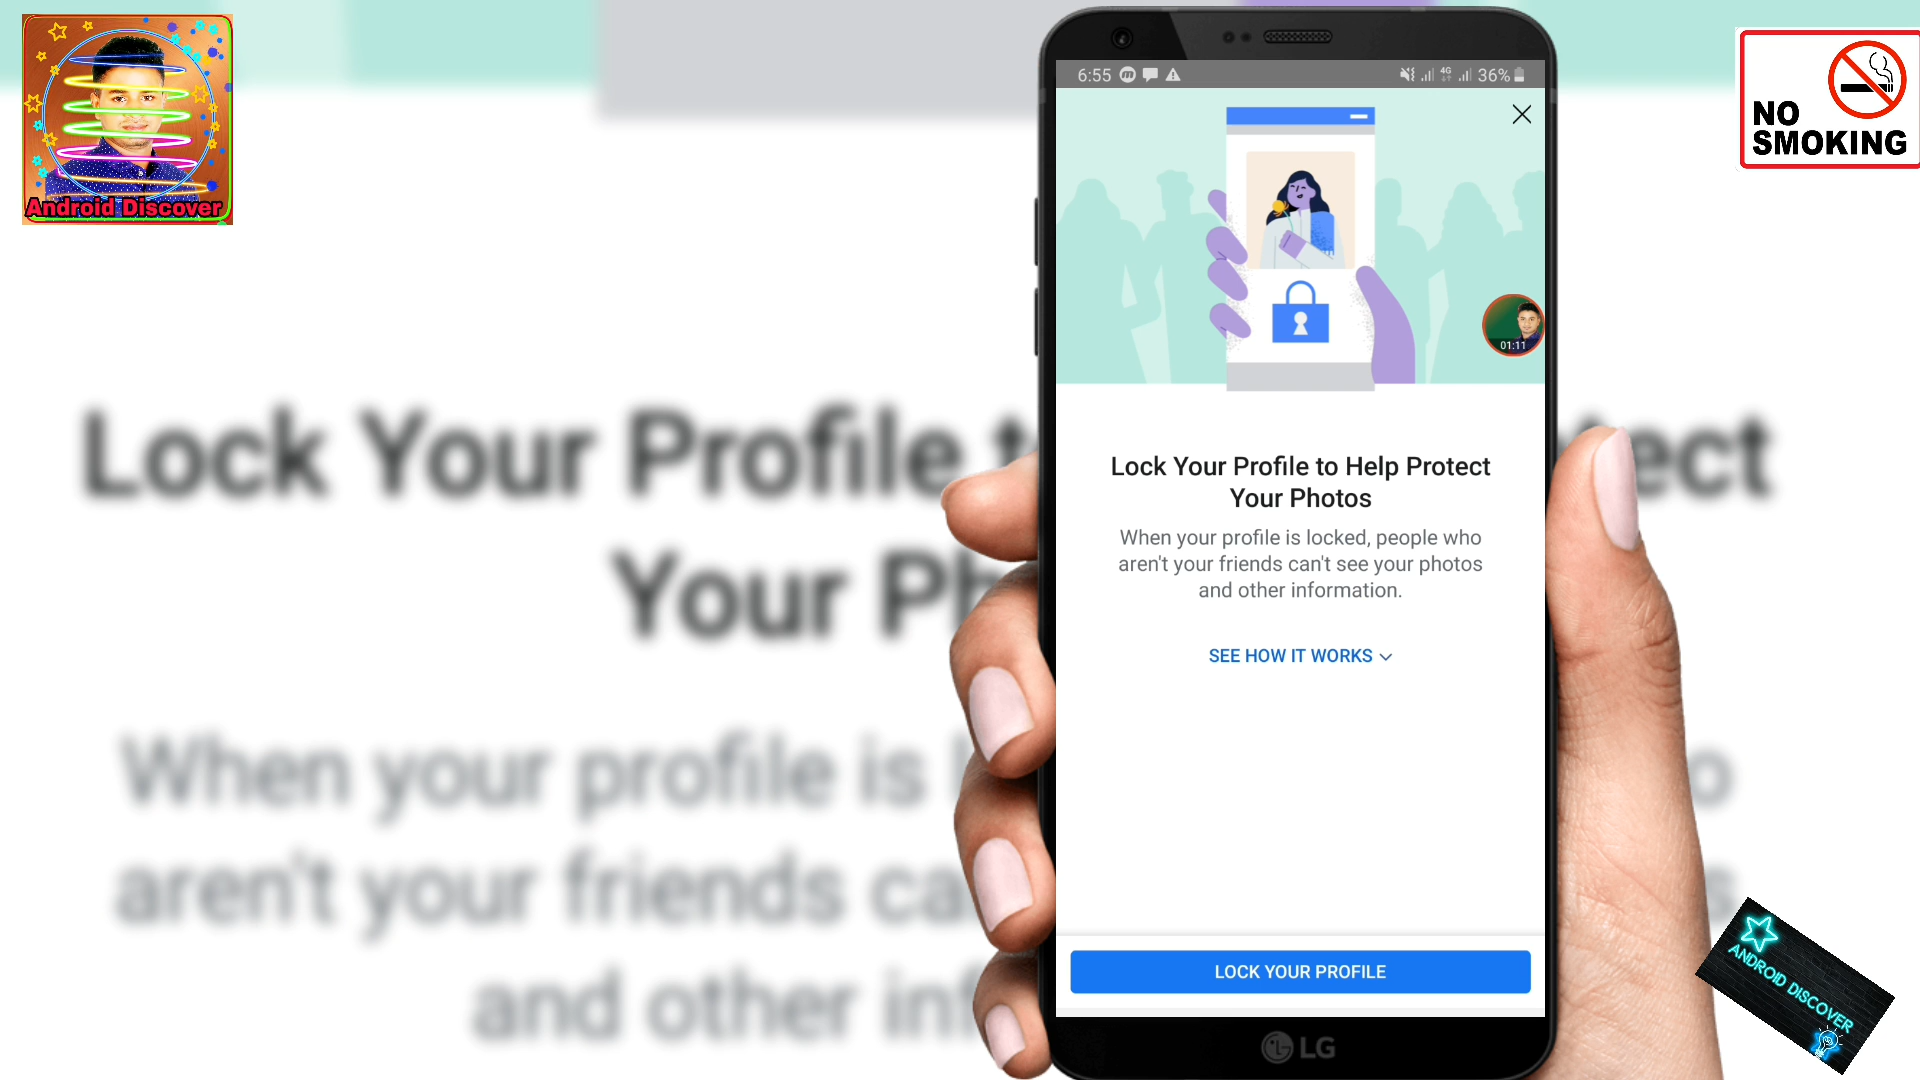 Android Discover
NO
SMOKING
6:55
4G
36%
01:11
Lock Your Profile to Help Protect
Your Photos
When your profile is locked, people who
aren't your friends can't see your photos
and other information.
SEE HOW IT WORKS
LOCK YOUR PROFILE
LG
ANDROID DISCOVER
Lock Your Profile t
ect
Your Ph
When your profile is
o
aren't your friends ca
s
and other inf